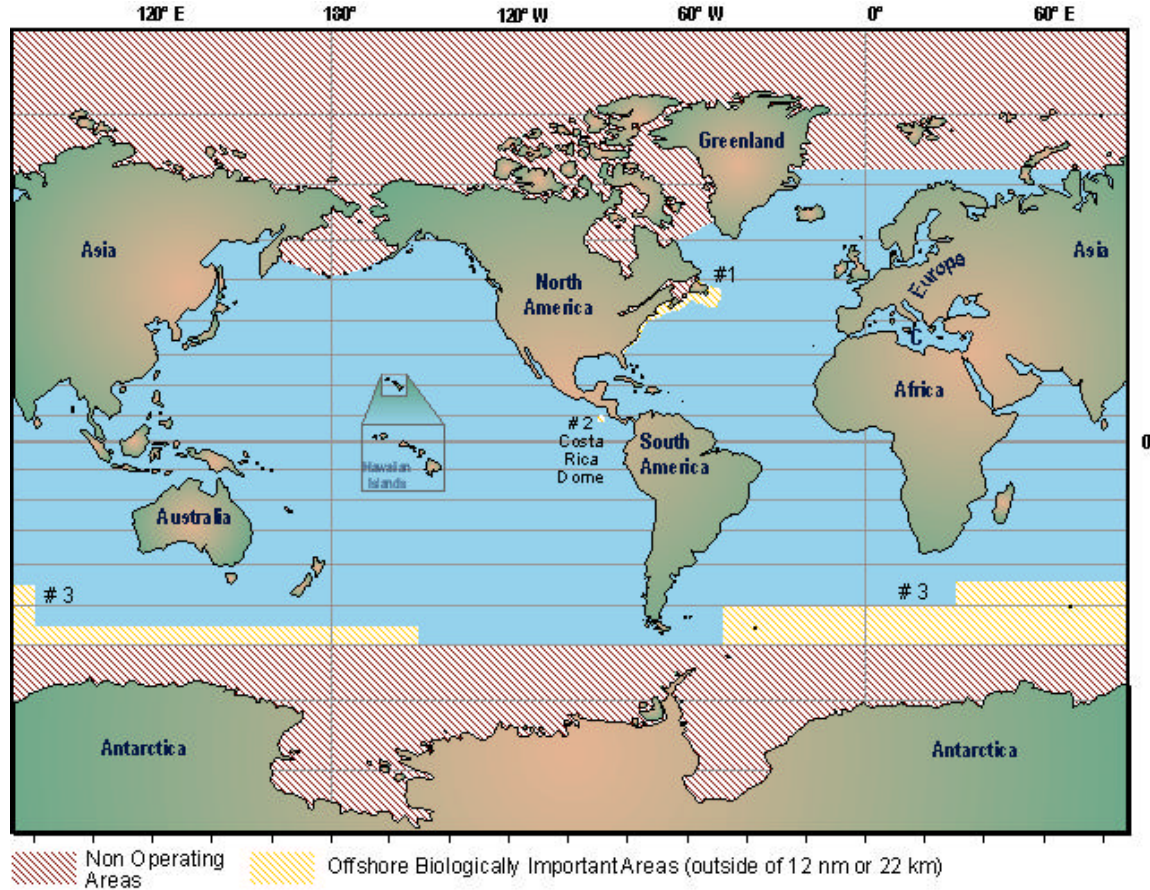 120° E 180° 120° W 60° W 0° 60° E
Greenland
Asia
North
America
#1
Europe
Asia
Africa
# 2
Costa
Rica
Dome
South
America
0
Hawaiian
Islands
Australia
# 3
# 3
Antarctica
Antarctica
Non Operating
Areas
Offshore Biologically Important Areas (outside of 12 nm or 22 km)